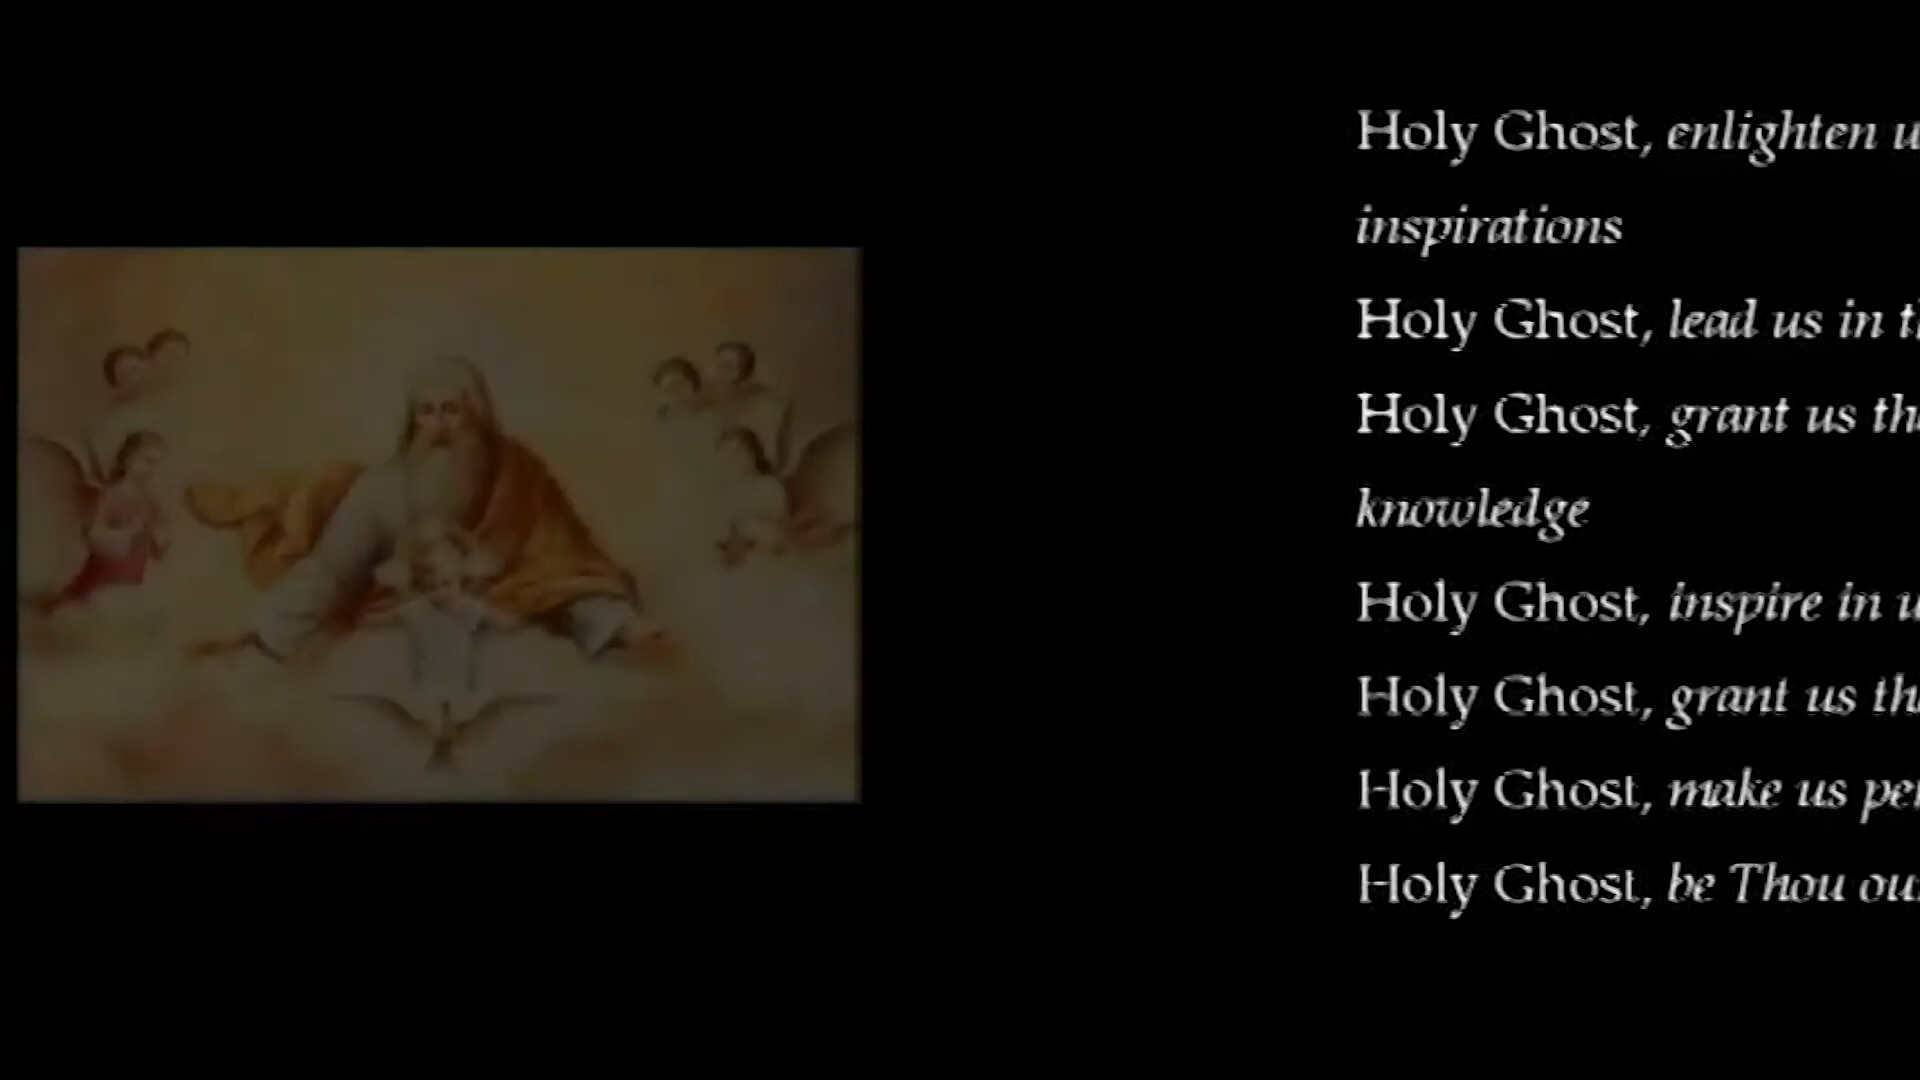 Holy Ghost, enlighten
inspirations
Holy Ghost, lead us in
Holy Ghost, grant us
knowledge
Holy Ghost, inspire in
Holy Ghost, grant us
Holy Ghost, make us
Holy Ghost, be Thou